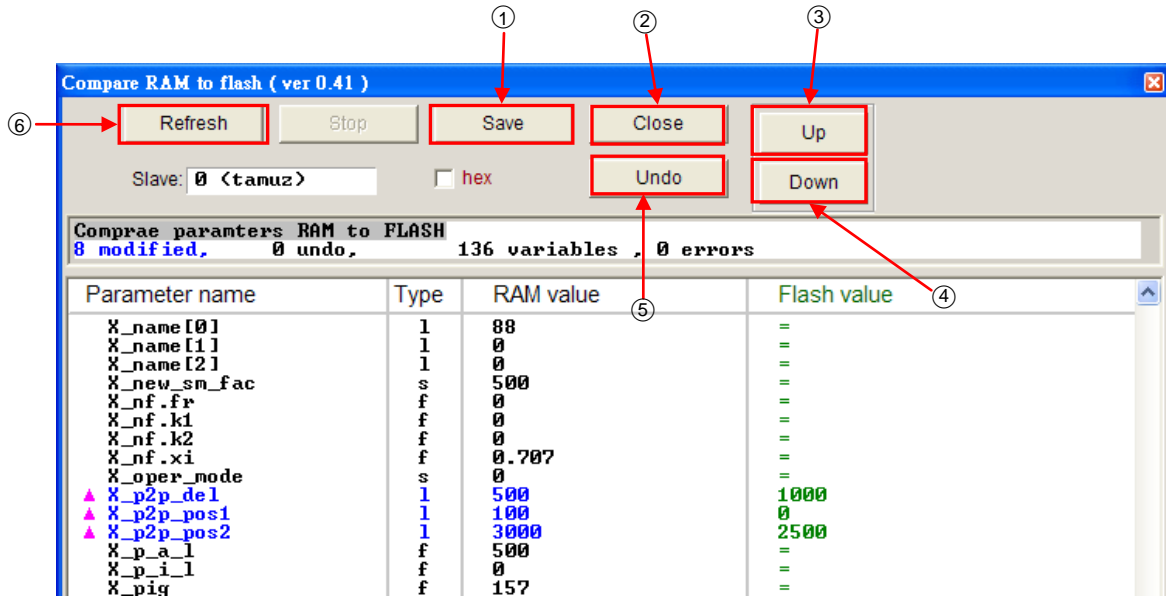 ① ② ③
Compare RAM to flash ( ver 0.41 )
⑥ Refresh Stop Save Close Up
Slave: 0 (tamuz) hex Undo Down
Comprae paramters RAM to FLASH
8 modified, 0 undo, 136 variables , 0 errors
Parameter name Type RAM value Flash value ④
⑤
X_name[0] l 88 =
X_name[1] l 0 =
X_name[2] l 0 =
X_new_sm_fac s 500 =
X_nf.fr f 0 =
X_nf.k1 f 0 =
X_nf.k2 f 0 =
X_nf.xi f 0.707 =
X_oper_mode s 0 =
▲ X_p2p_del l 500 1000
▲ X_p2p_pos1 l 100 0
▲ X_p2p_pos2 l 3000 2500
X_p_a_l f 500 =
X_p_i_l f 0 =
X_pig f 157 =